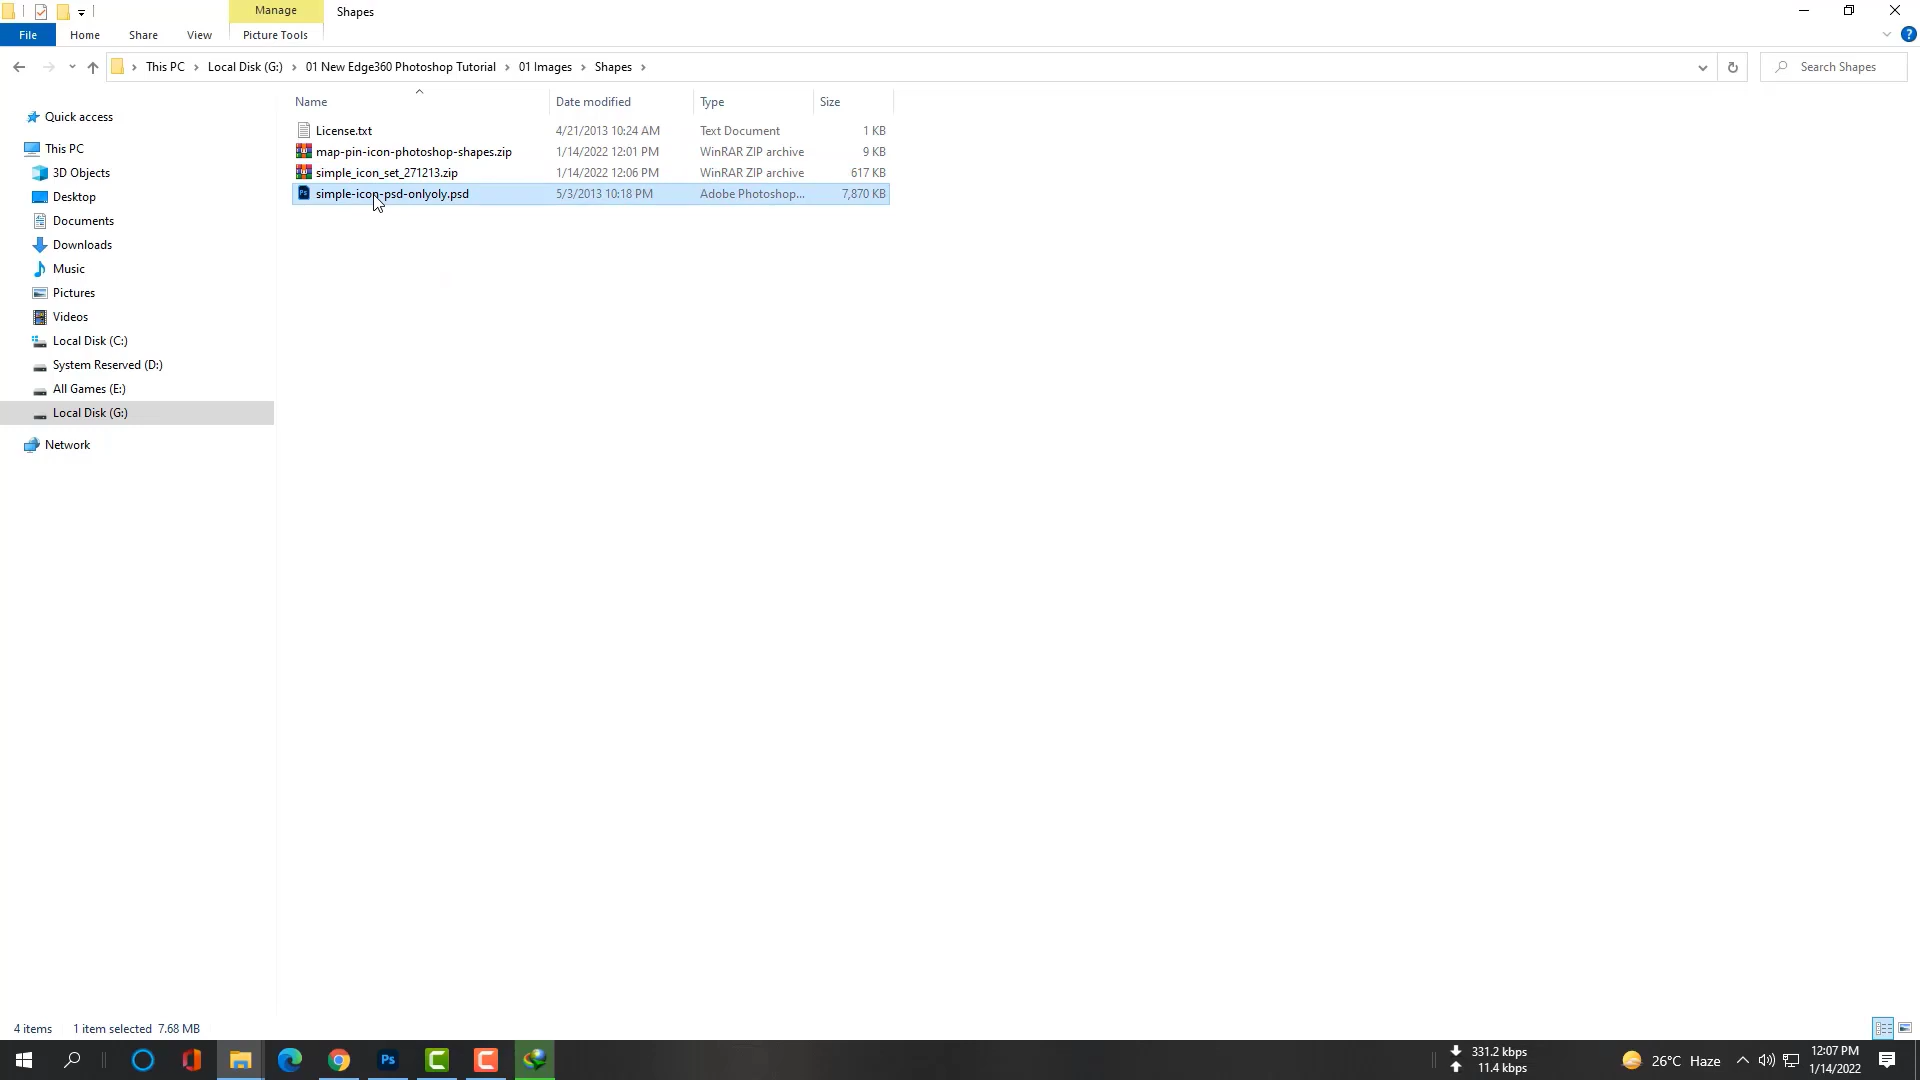 Manage
Shapes
File
Home
Share
View
Picture Tools
This PC
Local Disk (G:)
01 New Edge360 Photoshop Tutorial
01 Images
Shapes
Search Shapes
Name
Date modified
Type
Size
License.txt
4/21/2013 10:24 AM
Text Document
1 KB
map-pin-icon-photoshop-shapes.zip
1/14/2022 12:01 PM
WinRAR ZIP archive
9 KB
simple_icon_set_271213.zip
1/14/2022 12:06 PM
WinRAR ZIP archive
617 KB
simple-icon-psd-onlyoly.psd
5/3/2013 10:18 PM
Adobe Photoshop...
7,870 KB
Quick access
This PC
3D Objects
Desktop
Documents
Downloads
Music
Pictures
Videos
Local Disk (C:)
System Reserved (D:)
All Games (E:)
Local Disk (G:)
Network
4 items
1 item selected 7.68 MB
Ps
331.2 kbps
11.4 kbps
26°C Haze
12:07 PM
1/14/2022